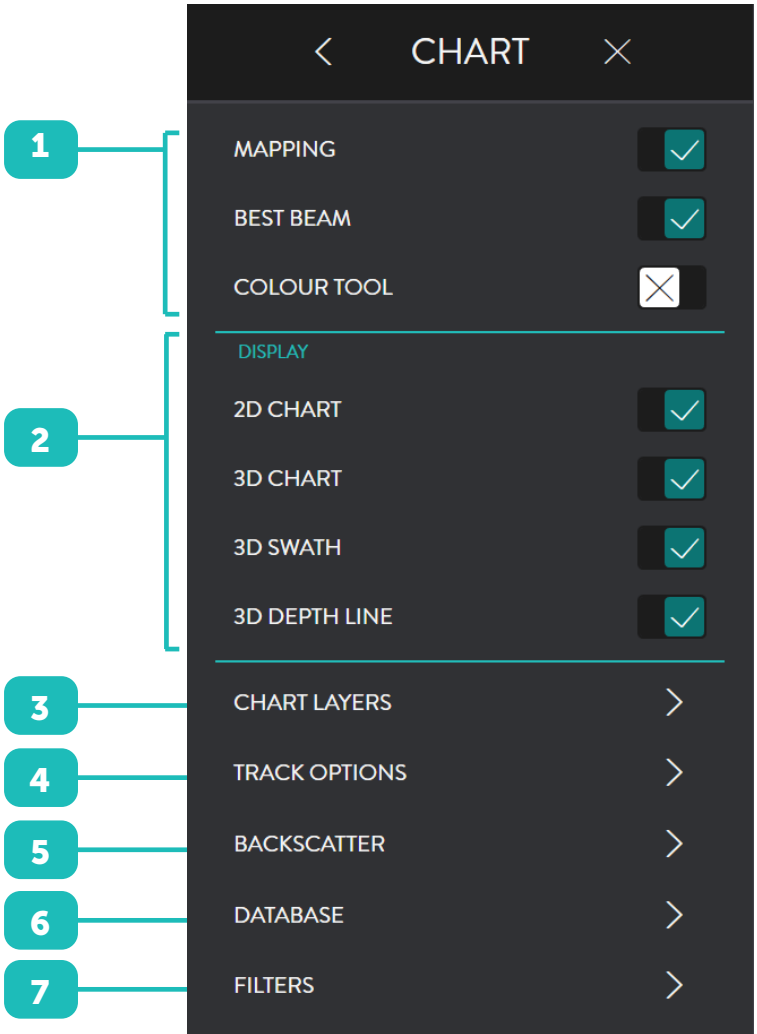 CHART
1
MAPPING
BEST BEAM
COLOUR TOOL
DISPLAY
2
2D CHART
3D CHART
3D SWATH
3D DEPTH LINE
3
CHART LAYERS
4
TRACK OPTIONS
5
BACKSCATTER
6
DATABASE
7
FILTERS